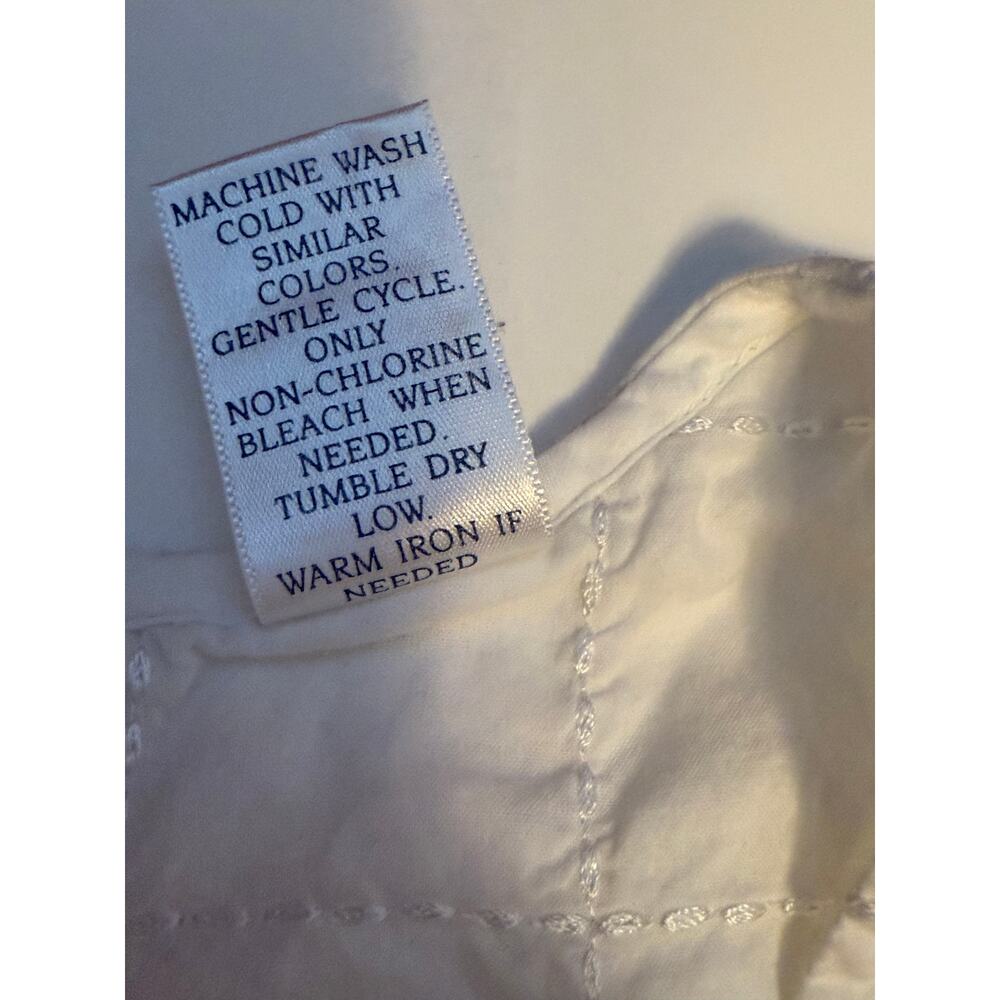 MACHINE WASH
COLD WITH
SIMILAR
COLORS.
GENTLE CYCLE.
ONLY
NON-CHLORINE
BLEACH WHEN
NEEDED.
TUMBLE DRY
LOW.
WARM IRON IF
NEEDED